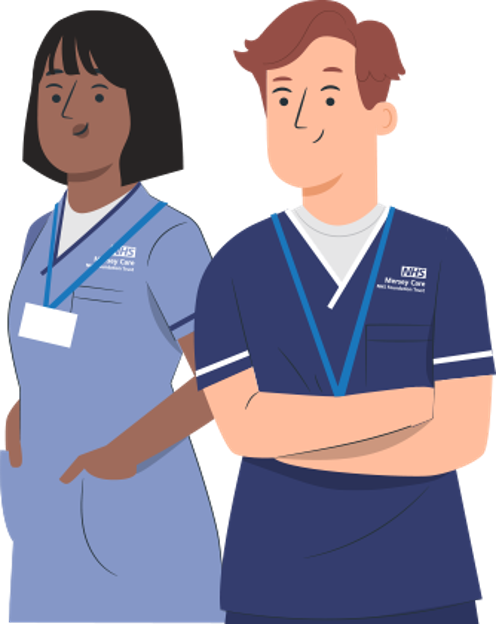 NHS
Mersey Care
NHS Foundation Trust
NHS
Mersey Care
NHS Foundation Trust